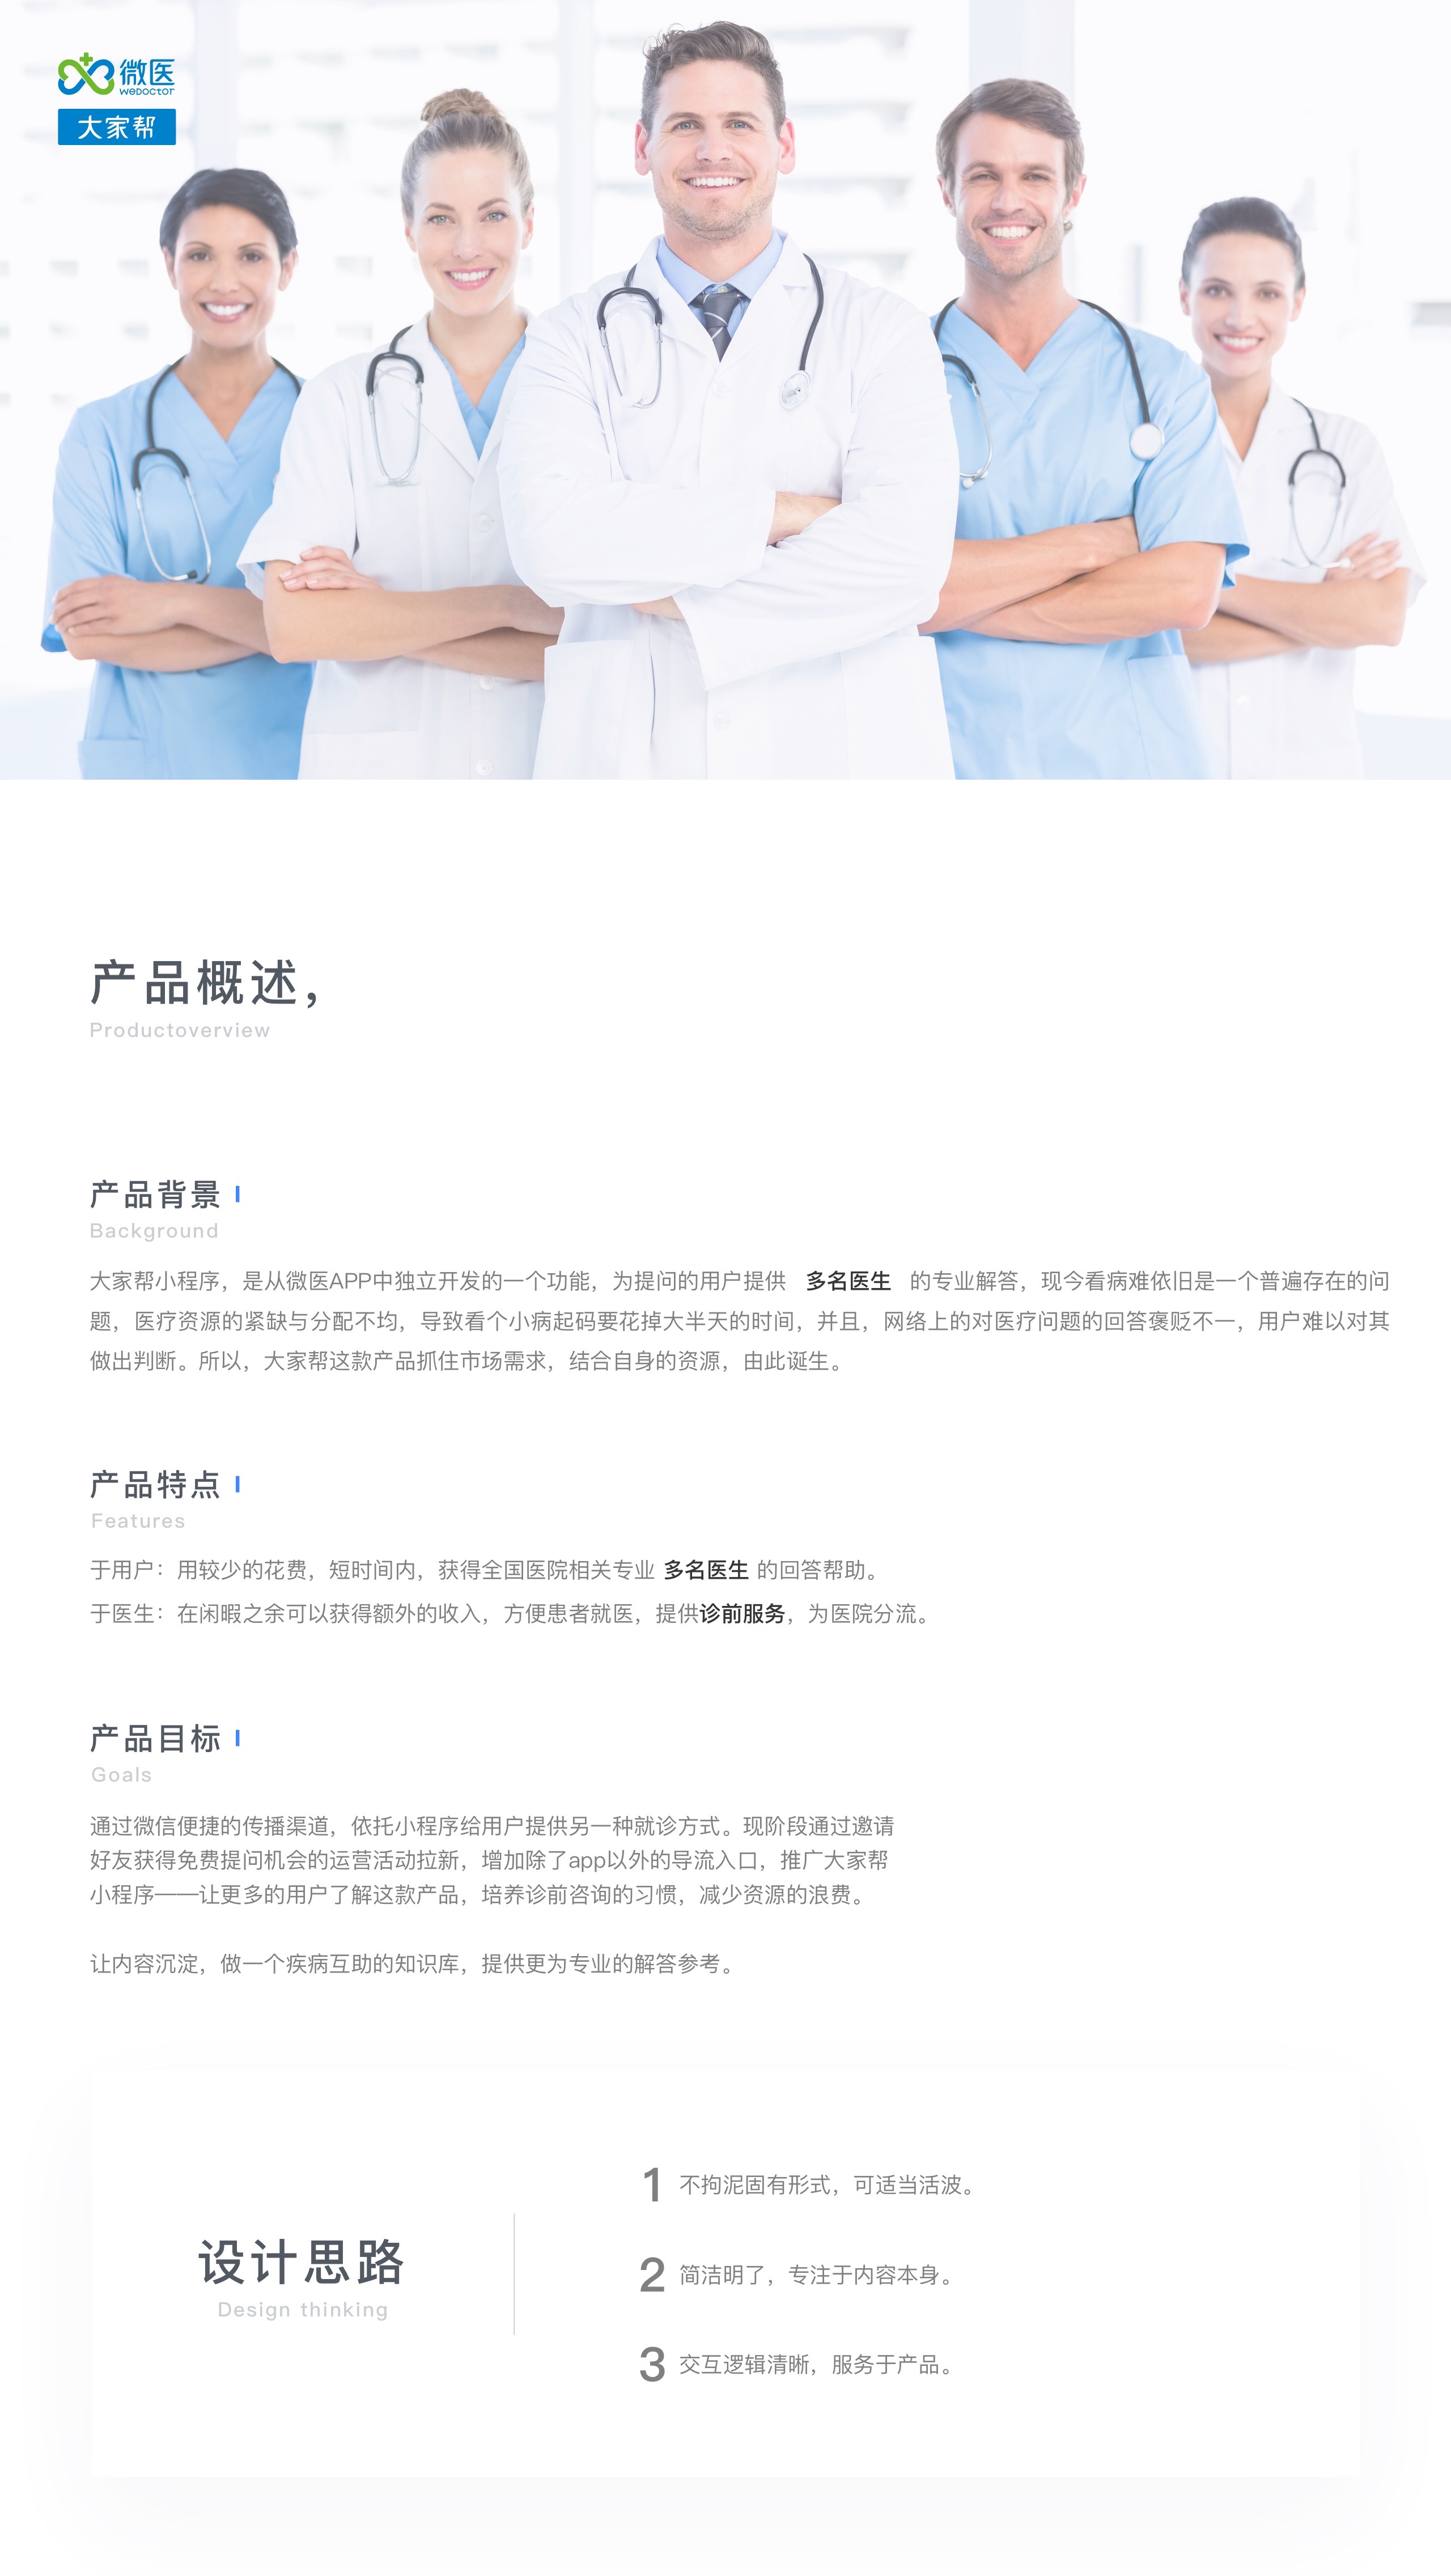 微医
WeDoctor
大家帮
产品概述，
Productoverview
产品背景
Background
大家帮小程序，是从微医APP中独立开发的一个功能，为提问的用户提供 多名医生 的专业解答，现今看病难依旧是一个普遍存在的问
题，医疗资源的紧缺与分配不均，导致看个小病起码要花掉大半天的时间，并且，网络上的对医疗问题的回答褒贬不一，用户难以对其
做出判断。所以，大家帮这款产品抓住市场需求，结合自身的资源，由此诞生。
产品特点
Features
于用户：用较少的花费，短时间内，获得全国医院相关专业 多名医生 的回答帮助。
于医生：在闲暇之余可以获得额外的收入，方便患者就医，提供诊前服务，为医院分流。
产品目标
Goals
通过微信便捷的传播渠道，依托小程序给用户提供另一种就诊方式。现阶段通过邀请
好友获得免费提问机会的运营活动拉新，增加除了app以外的导流入口，推广大家帮
小程序——让更多的用户了解这款产品，培养诊前咨询的习惯，减少资源的浪费。
让内容沉淀，做一个疾病互助的知识库，提供更为专业的解答参考。
设计思路
Design thinking
1 不拘泥固有形式，可适当活波。
2 简洁明了，专注于内容本身。
3 交互逻辑清晰，服务于产品。